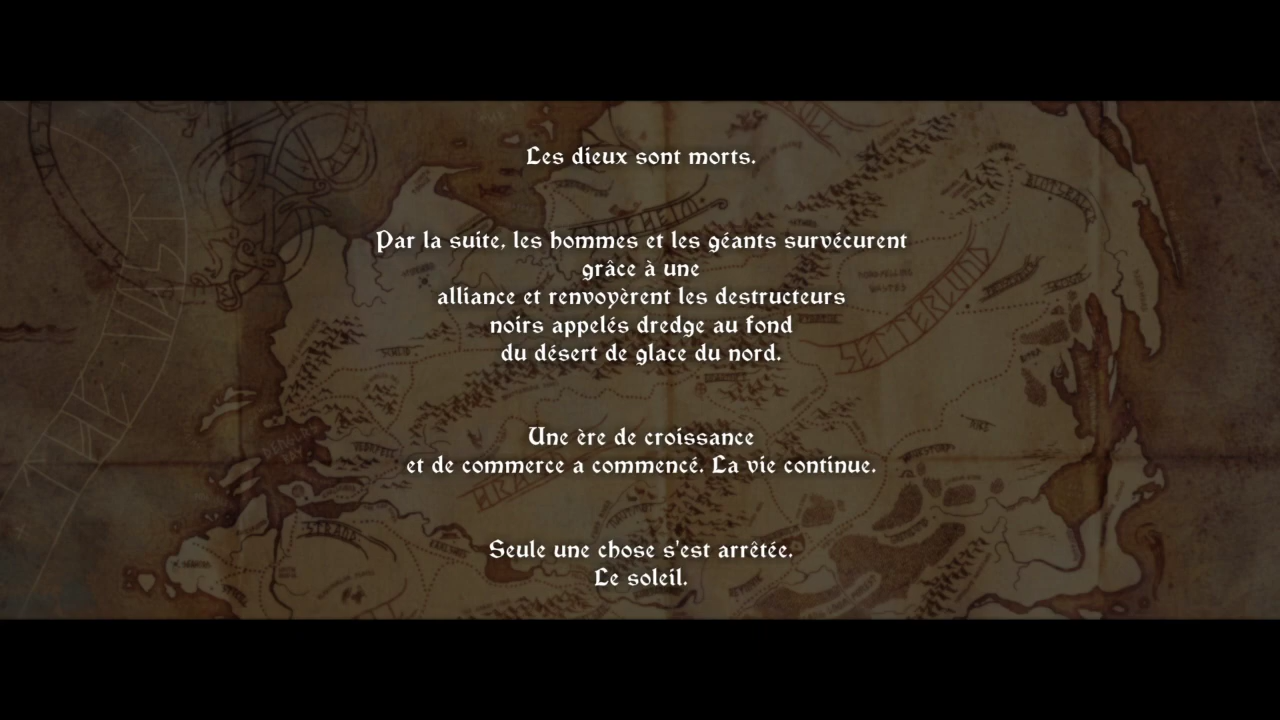 Les dieux sont morts.
Par la suite, les hommes et les géants survécurent
grâce à une
alliance et renvoyèrent les destructeurs
noirs appelés dredge au fond
du désert de glace du nord.
Une ère de croissance
et de commerce a commencé. La vie continue.
Seule une chose s'est arrêtée.
Le soleil.
SETTERLUND
STRAND